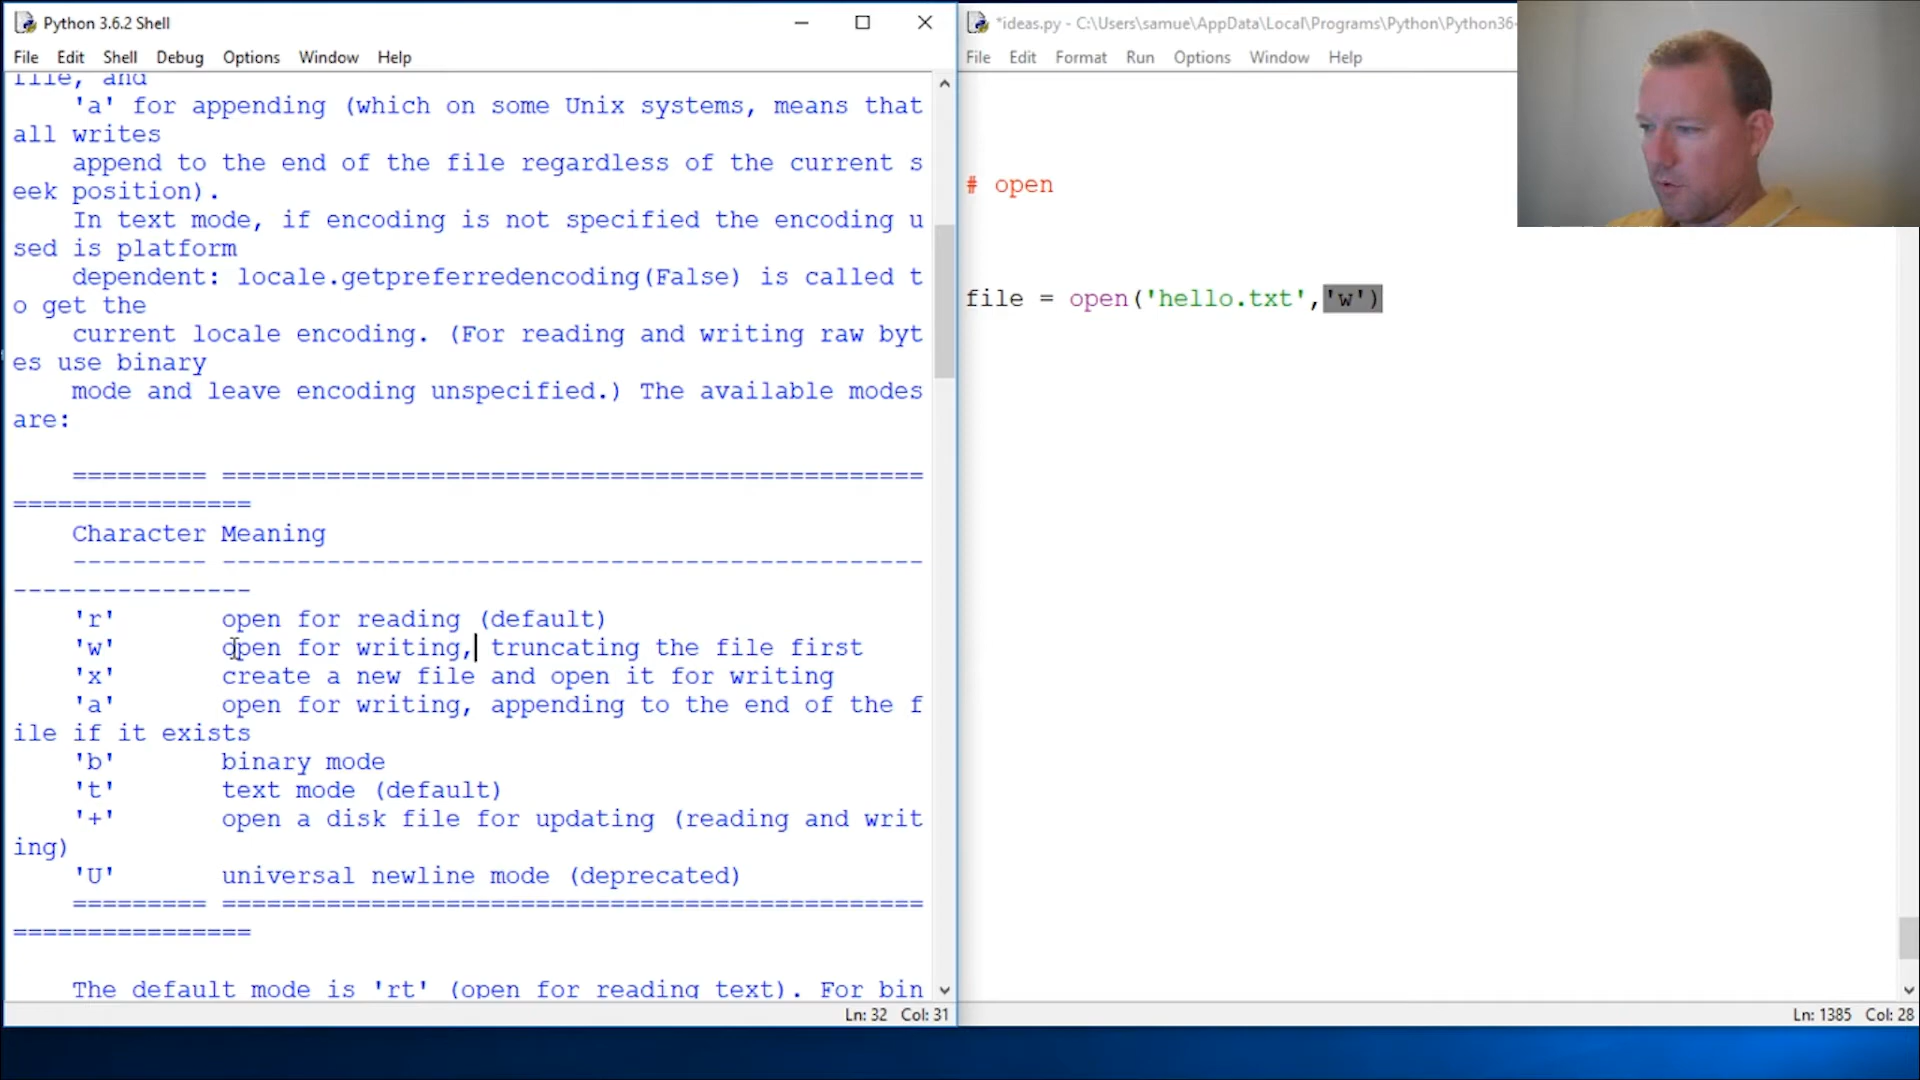 Python 3.6.2 Shell
File Edit Shell Debug Options Window Help
file, and
    'a' for appending (which on some Unix systems, means that
all writes
    append to the end of the file regardless of the current s
eek position).
    In text mode, if encoding is not specified the encoding u
sed is platform
    dependent: locale.getpreferredencoding(False) is called t
o get the
    current locale encoding. (For reading and writing raw byt
es use binary
    mode and leave encoding unspecified.) The available modes
are:
    ========= ===============================================
================
    Character Meaning
    --------- -----------------------------------------------
----------------
    'r'       open for reading (default)
    'w'       open for writing, truncating the file first
    'x'       create a new file and open it for writing
    'a'       open for writing, appending to the end of the f
ile if it exists
    'b'       binary mode
    't'       text mode (default)
    '+'       open a disk file for updating (reading and writ
ing)
    'U'       universal newline mode (deprecated)
    ========= ===============================================
================
    The default mode is 'rt' (open for reading text). For bin
Ln: 32 Col: 31
*ideas.py - C:\Users\samue\AppData\Local\Programs\Python\Python36-
File Edit Format Run Options Window Help
# open
file = open('hello.txt','w')
Ln: 1385 Col: 28